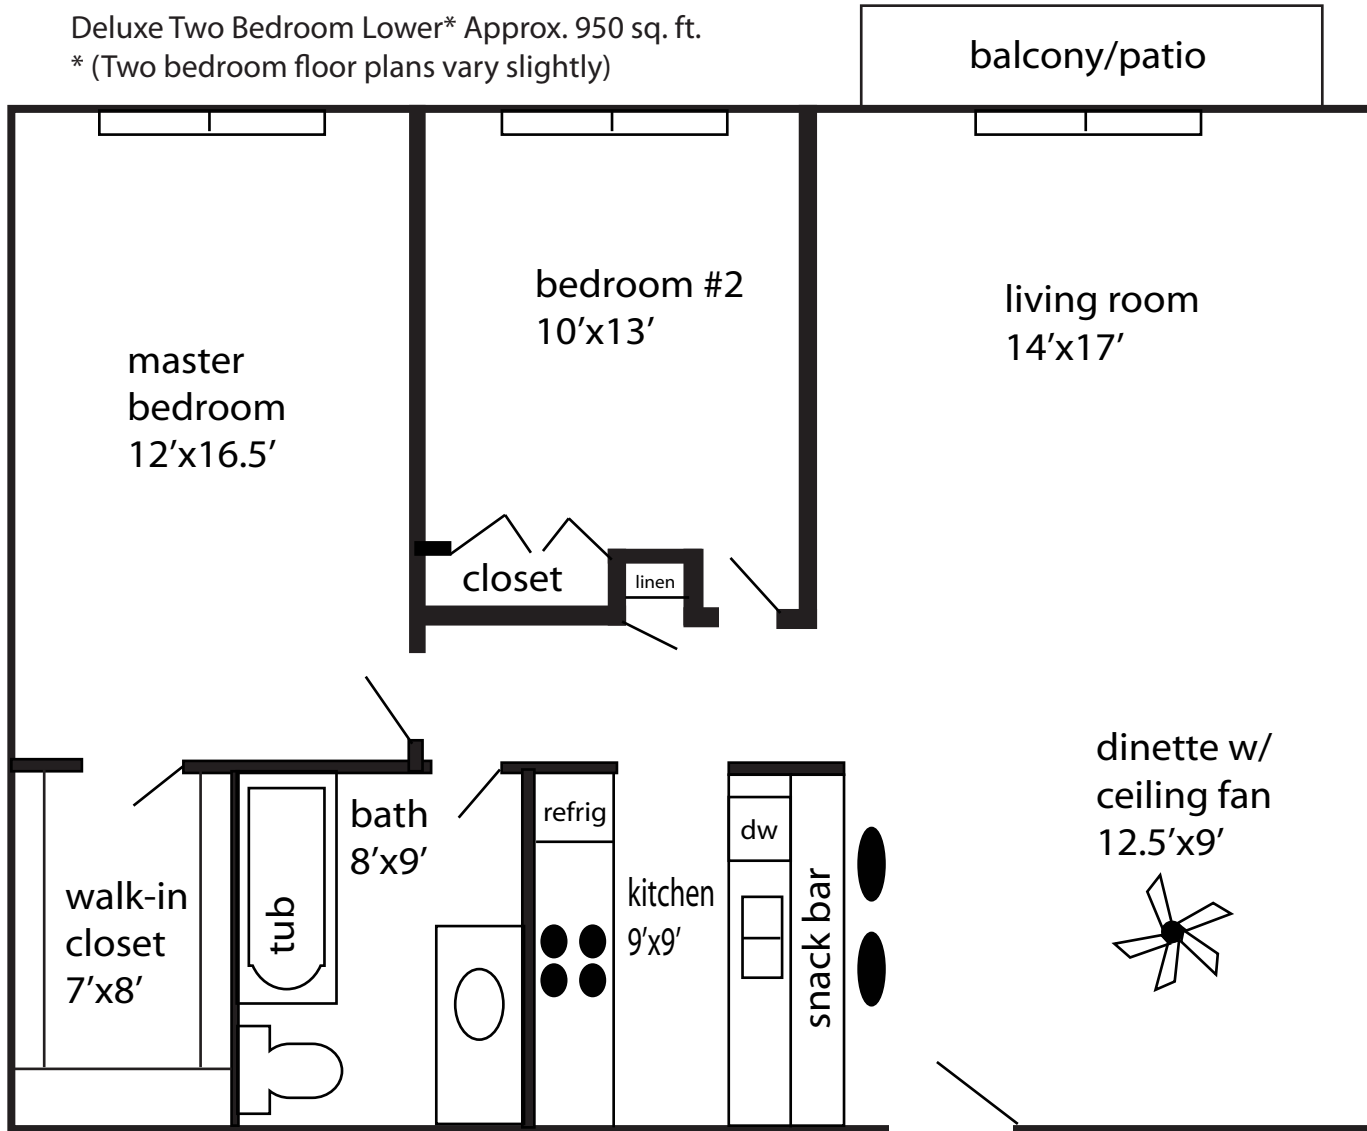 Deluxe Two Bedroom Lower* Approx. 950 sq. ft.
* (Two bedroom floor plans vary slightly)
balcony/patio
bedroom #2
10’x13’
living room
14’x17’
master
bedroom
12’x16.5’
closet
linen
dinette w/
ceiling fan
12.5’x9’
bath
8’x9’
refrig
dw
walk-in
closet
7’x8’
tub
kitchen
9’x9’
snack bar